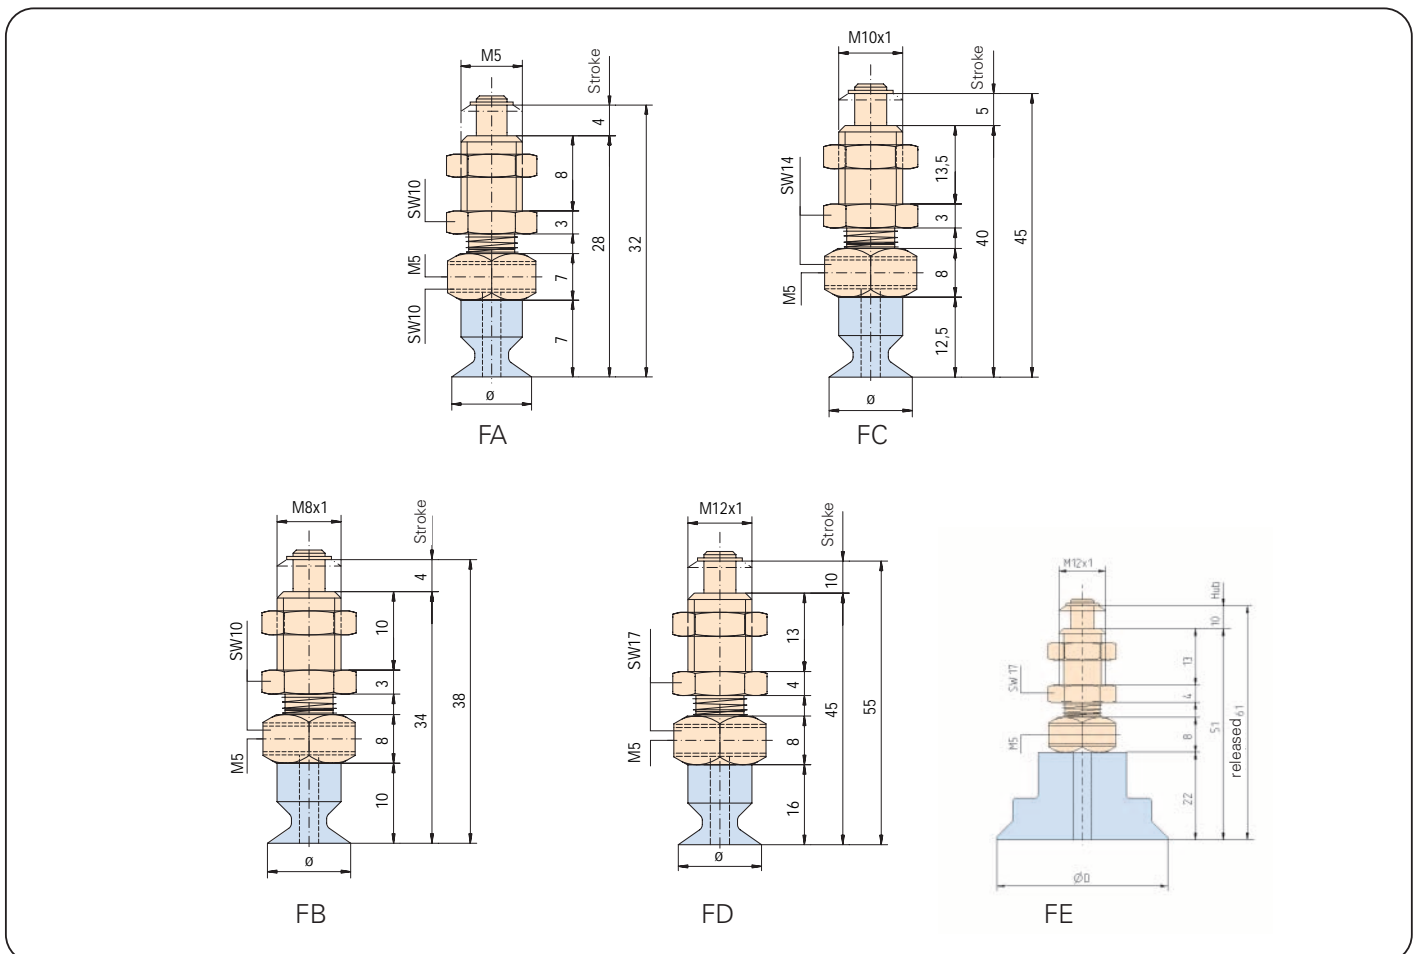 M5
Stroke
4
8
SW10
3
28
32
M5
7
SW10
7
ø
FA
M10x1
Stroke
5
13,5
SW14
3
40
45
8
M5
12,5
ø
FC
M8x1
Stroke
4
10
SW10
3
34
38
8
M5
10
ø
FB
M12x1
Stroke
10
13
SW17
4
45
55
8
M5
16
ø
FD
M12x1
Hub
10
13
SW 17
4
51
released 61
M5
8
22
ØD
FE